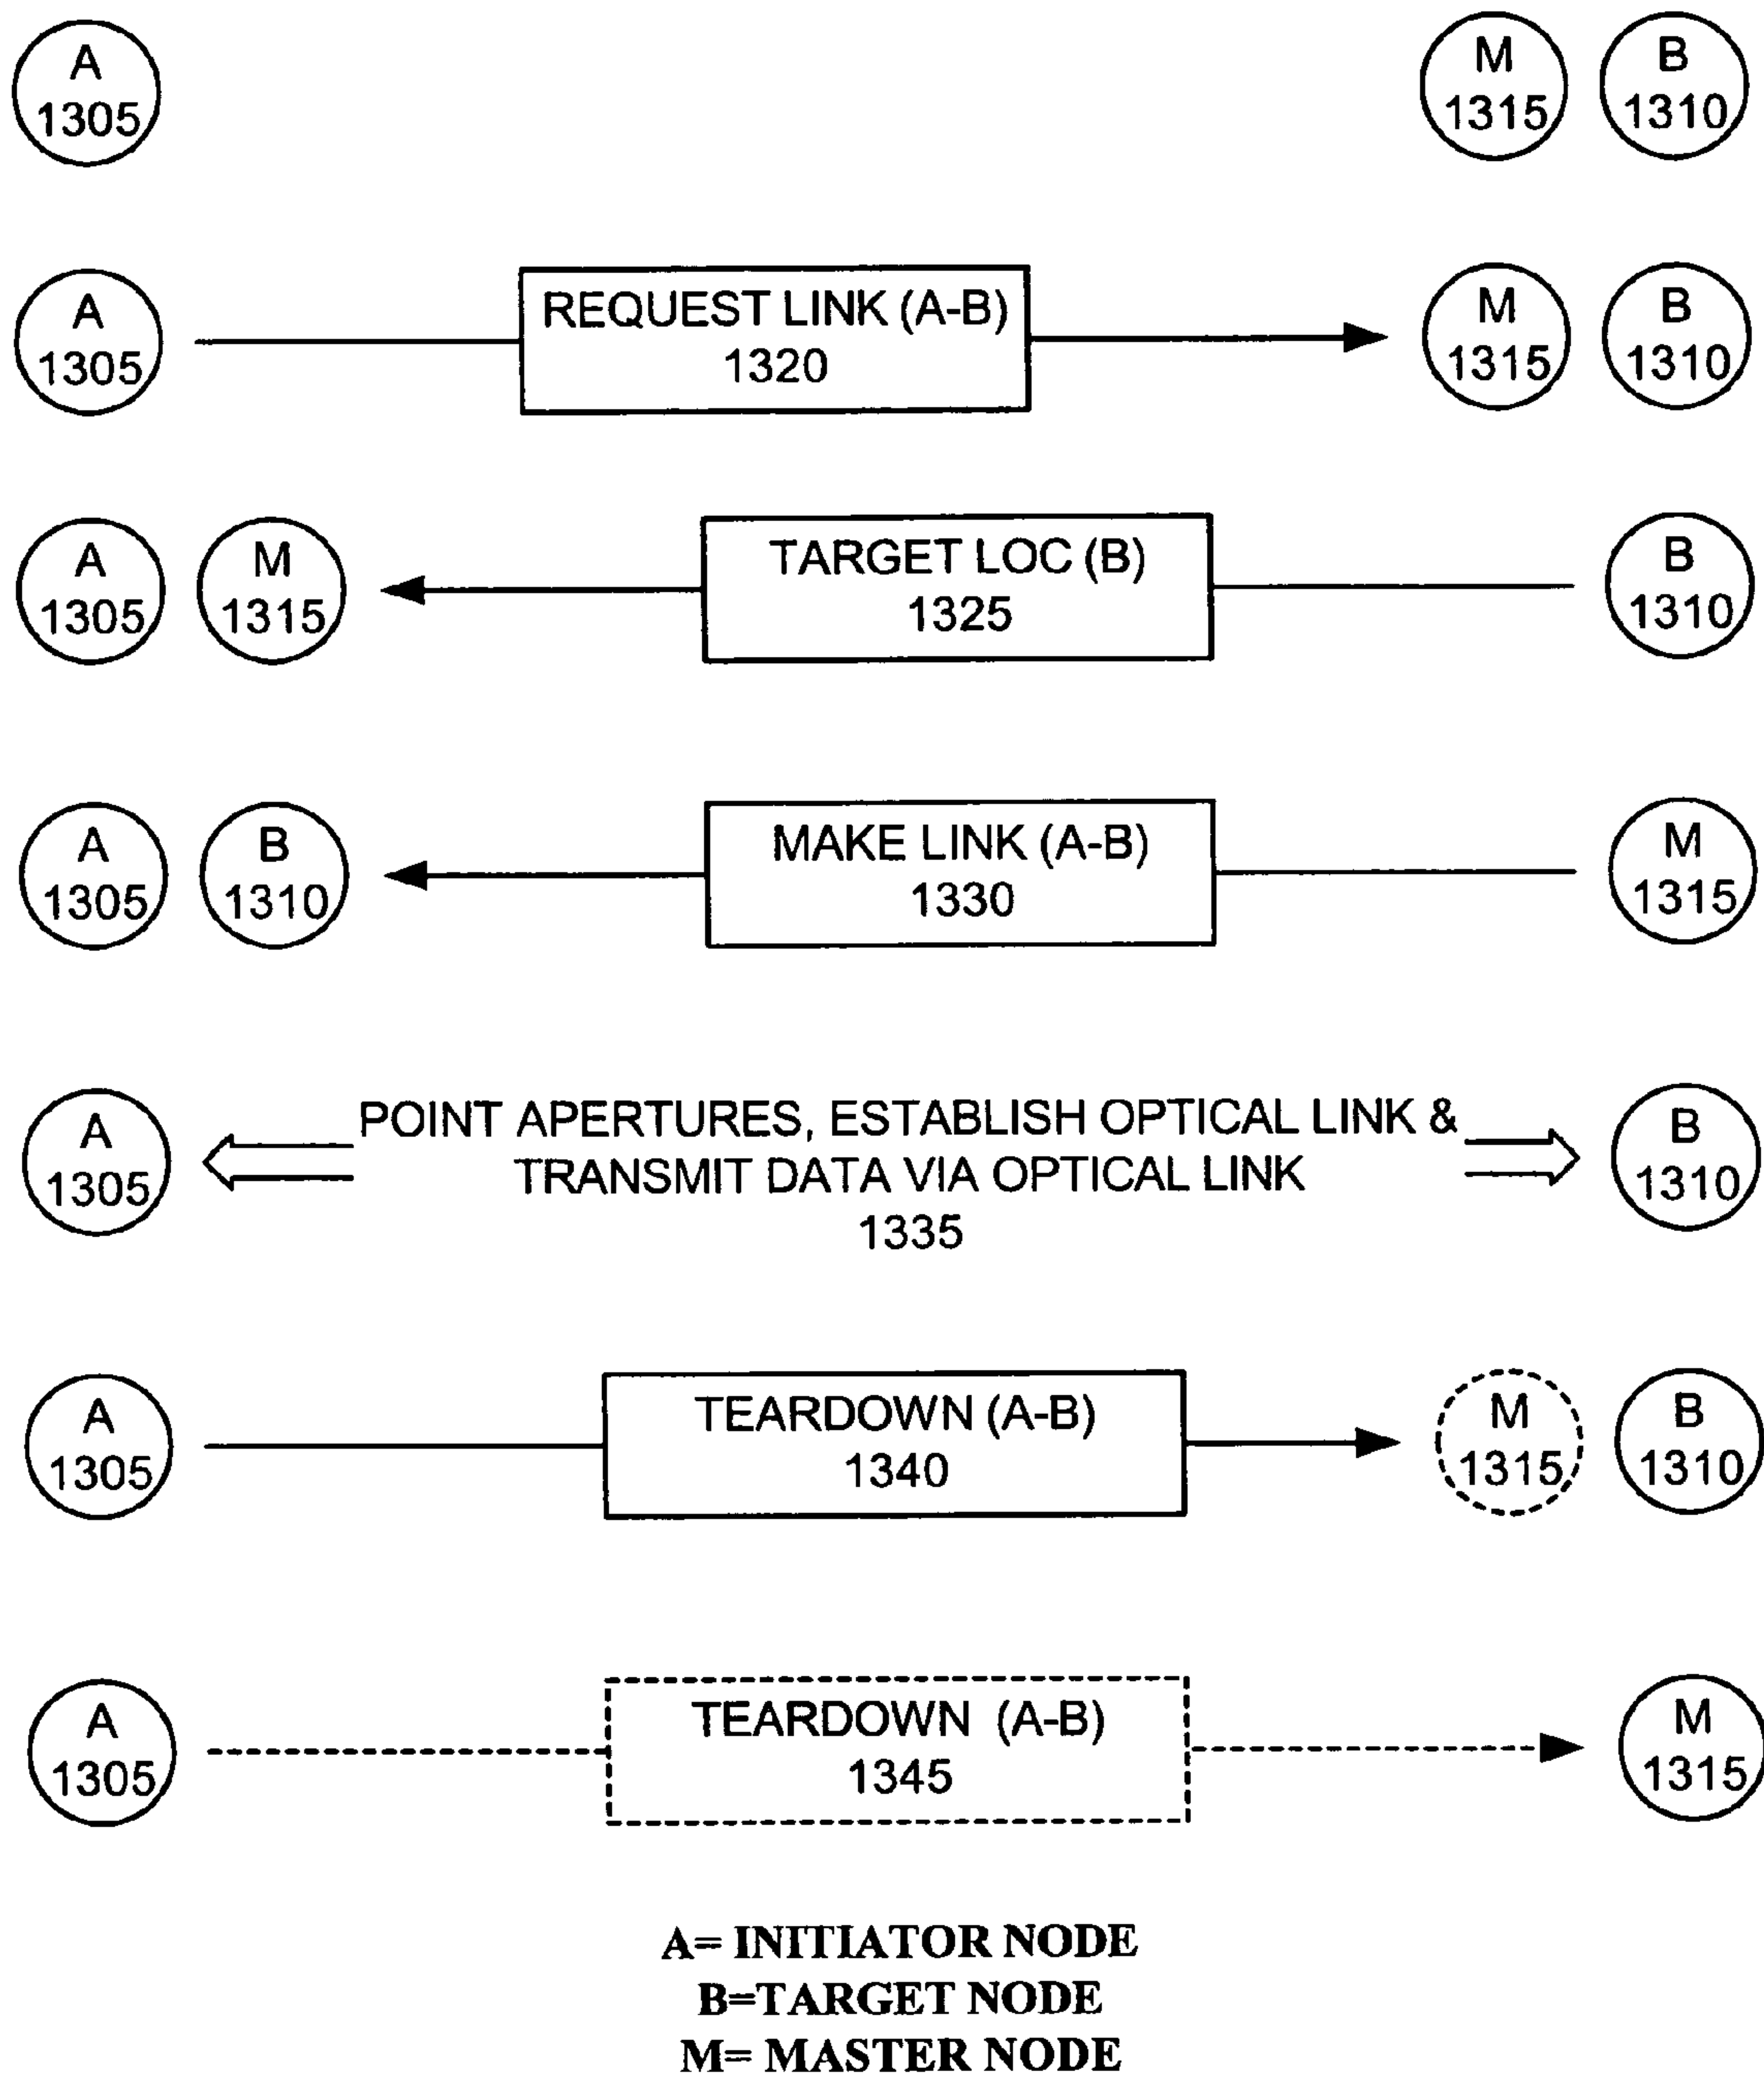 A
1305
M
1315
B
1310
A
1305
REQUEST LINK (A-B)
1320
M
1315
B
1310
A
1305
M
1315
TARGET LOC (B)
1325
B
1310
A
1305
B
1310
MAKE LINK (A-B)
1330
M
1315
A
1305
POINT APERTURES, ESTABLISH OPTICAL LINK &
TRANSMIT DATA VIA OPTICAL LINK
1335
B
1310
A
1305
TEARDOWN (A-B)
1340
M
1315
B
1310
A
1305
TEARDOWN (A-B)
1345
M
1315
A= INITIATOR NODE
B=TARGET NODE
M= MASTER NODE